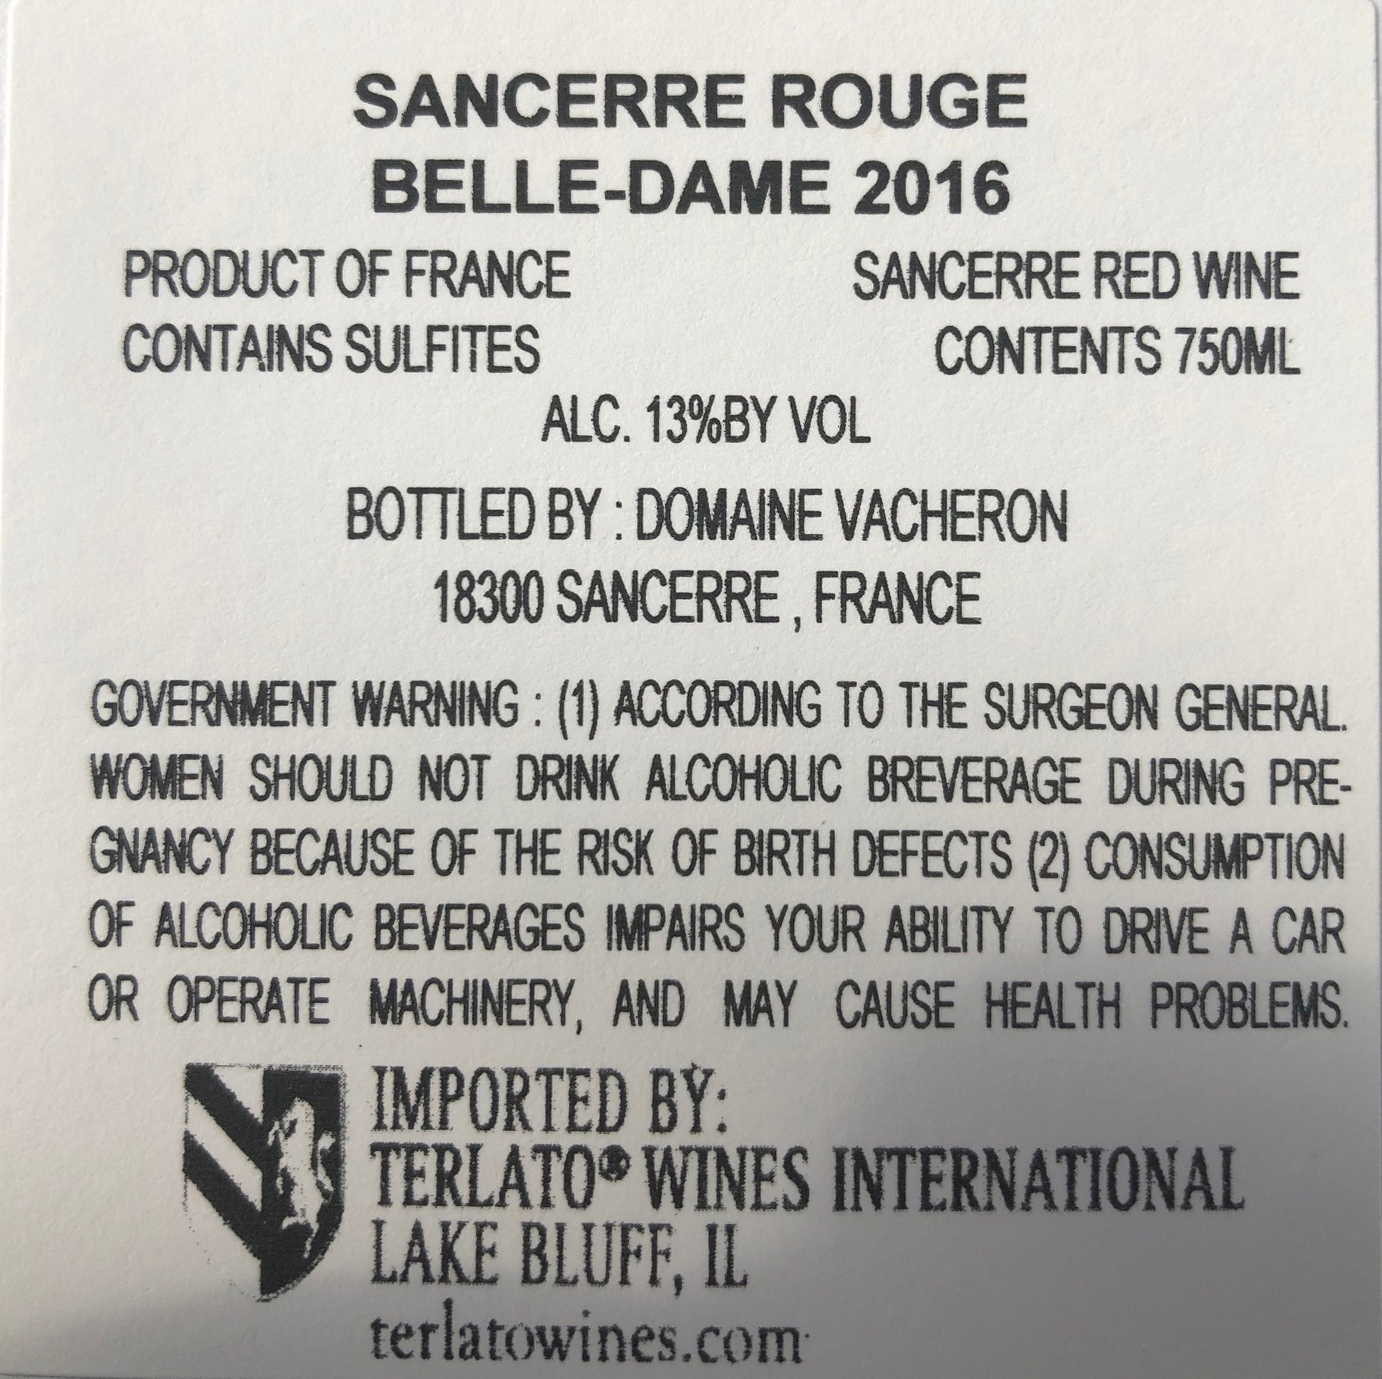 SANCERRE ROUGE
BELLE-DAME 2016
PRODUCT OF FRANCE SANCERRE RED WINE
CONTAINS SULFITES CONTENTS 750ML
ALC. 13%BY VOL
BOTTLED BY : DOMAINE VACHERON
18300 SANCERRE , FRANCE
GOVERNMENT WARNING : (1) ACCORDING TO THE SURGEON GENERAL.
WOMEN SHOULD NOT DRINK ALCOHOLIC BREVERAGE DURING PRE-
GNANCY BECAUSE OF THE RISK OF BIRTH DEFECTS (2) CONSUMPTION
OF ALCOHOLIC BEVERAGES IMPAIRS YOUR ABILITY TO DRIVE A CAR
OR OPERATE MACHINERY, AND MAY CAUSE HEALTH PROBLEMS.
IMPORTED BY:
TERLATO® WINES INTERNATIONAL
LAKE BLUFF, IL
terlatowines.com